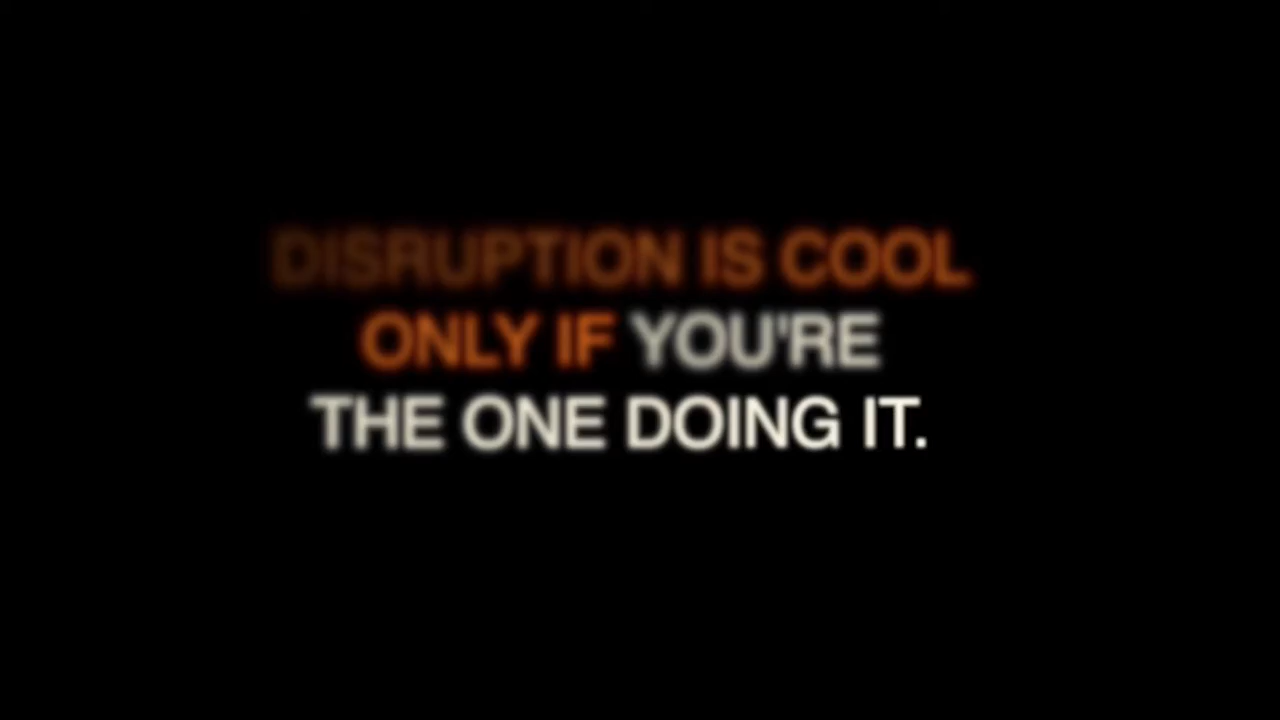 DISRUPTION IS COOL
ONLY IF YOU'RE
THE ONE DOING IT.